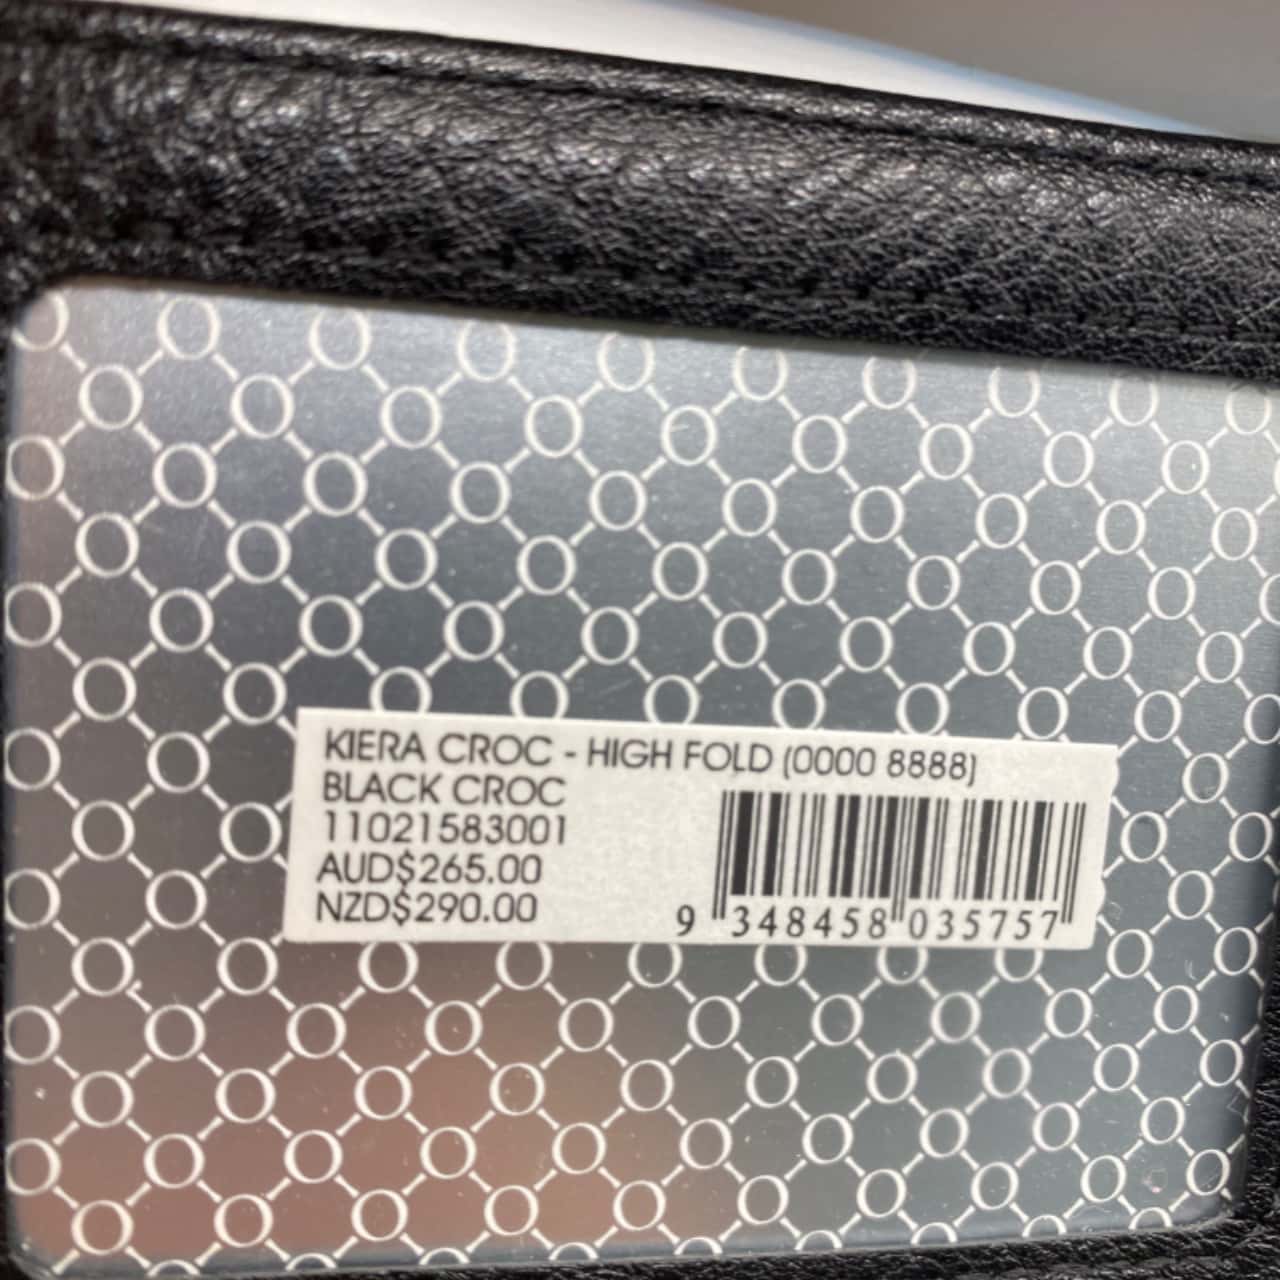 KIERA CROC - HIGH FOLD (0000 8888)
BLACK CROC
11021583001
AUD$265.00
NZD$290.00
9 348458 035757